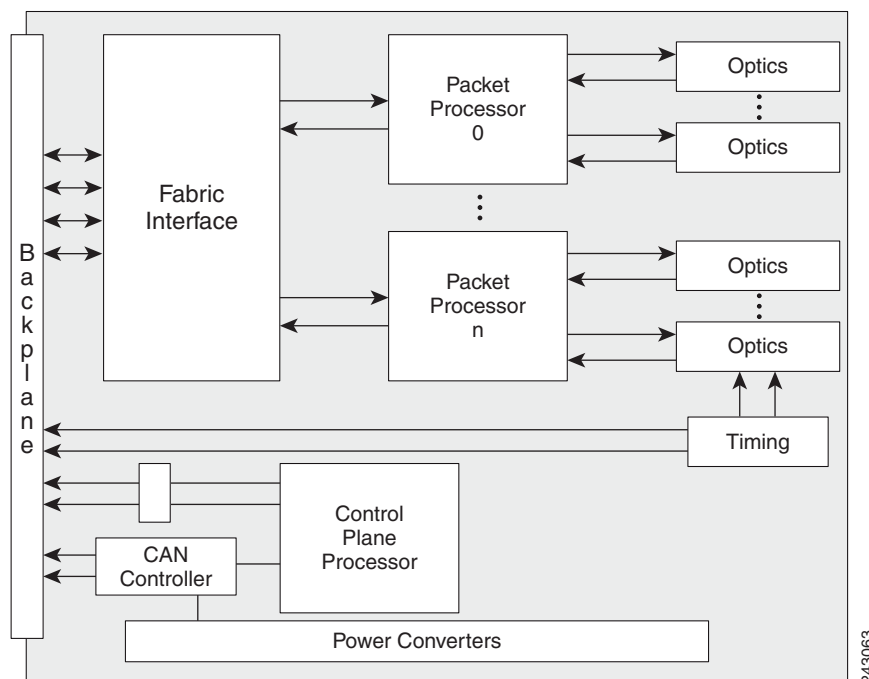 Backplane
Fabric
Interface
Packet
Processor
0
Optics
Optics
Packet
Processor
n
Optics
Optics
Timing
Control
Plane
Processor
CAN
Controller
Power Converters
243063